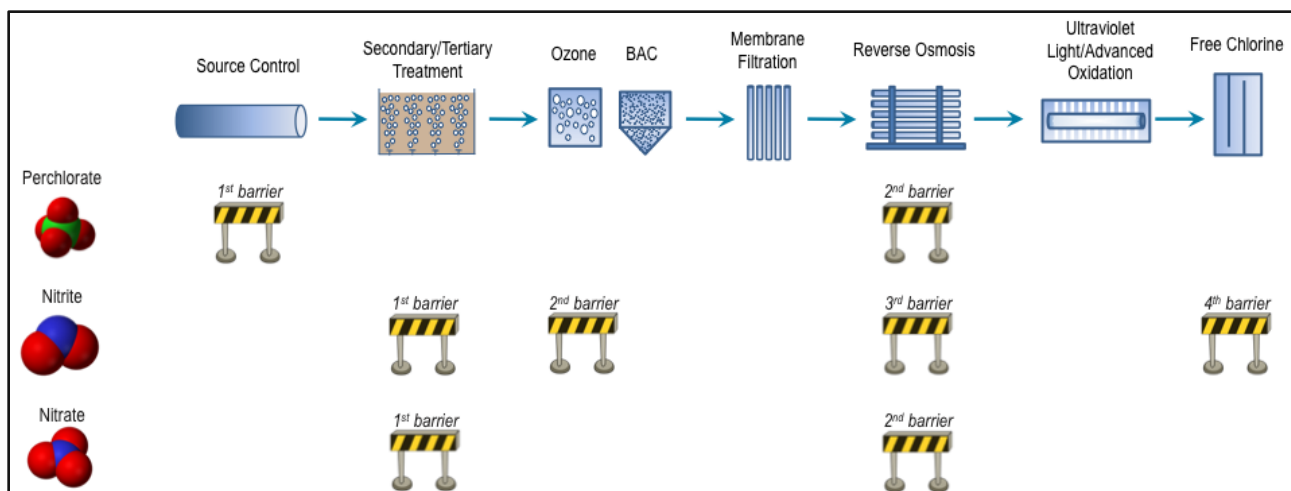 Source Control
Secondary/Tertiary
Treatment
Ozone
BAC
Membrane
Filtration
Reverse Osmosis
Ultraviolet
Light/Advanced
Oxidation
Free Chlorine
Perchlorate
1st barrier
2nd barrier
Nitrite
1st barrier
2nd barrier
3rd barrier
4th barrier
Nitrate
1st barrier
2nd barrier